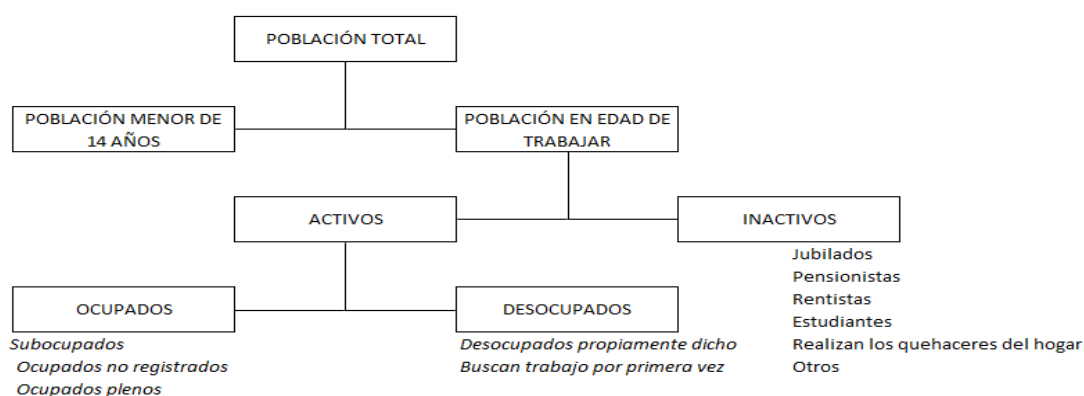 POBLACIÓN TOTAL
POBLACIÓN MENOR DE
14 AÑOS
POBLACIÓN EN EDAD DE
TRABAJAR
ACTIVOS
INACTIVOS
Jubilados
Pensionistas
Rentistas
Estudiantes
Realizan los quehaceres del hogar
Otros
OCUPADOS
Subocupados
Ocupados no registrados
Ocupados plenos
DESOCUPADOS
Desocupados propiamente dicho
Buscan trabajo por primera vez